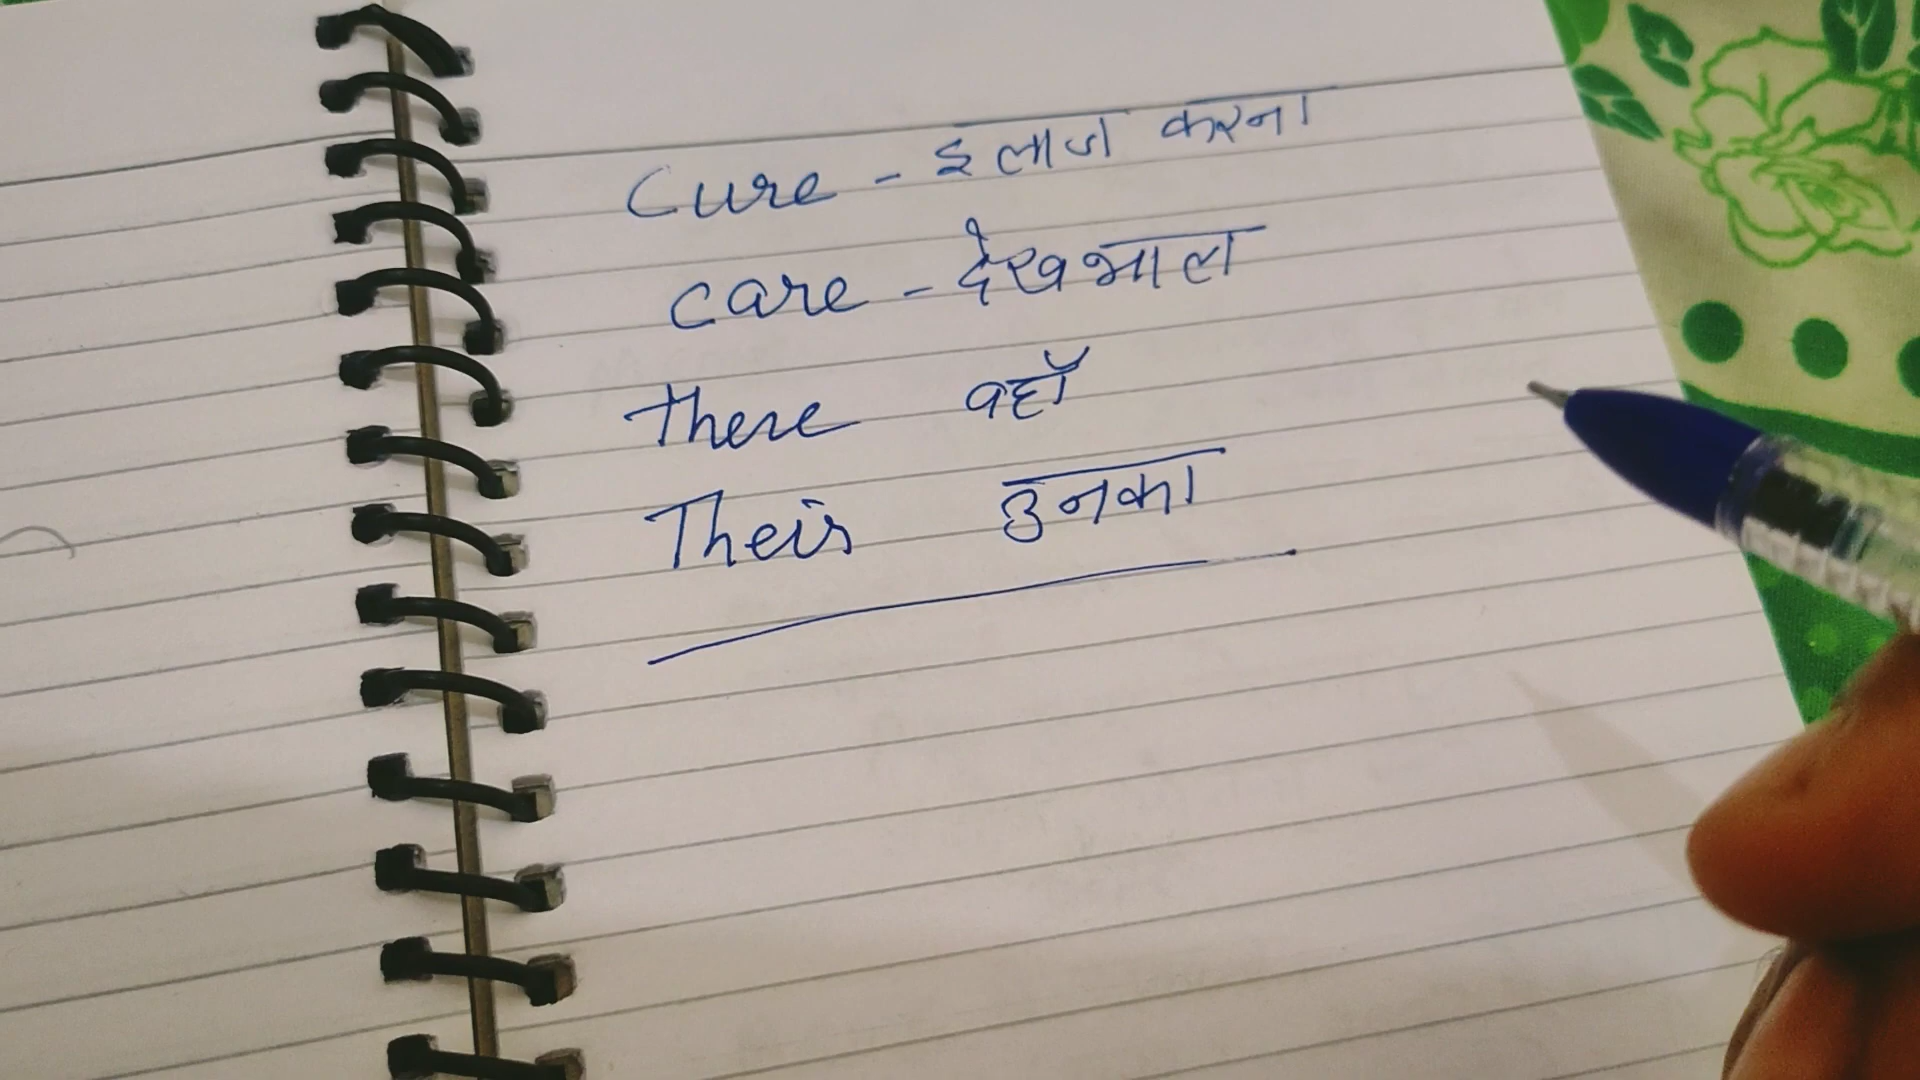 Cure - इलाज करना
care - देखभाल
there वहाँ
Their उनका